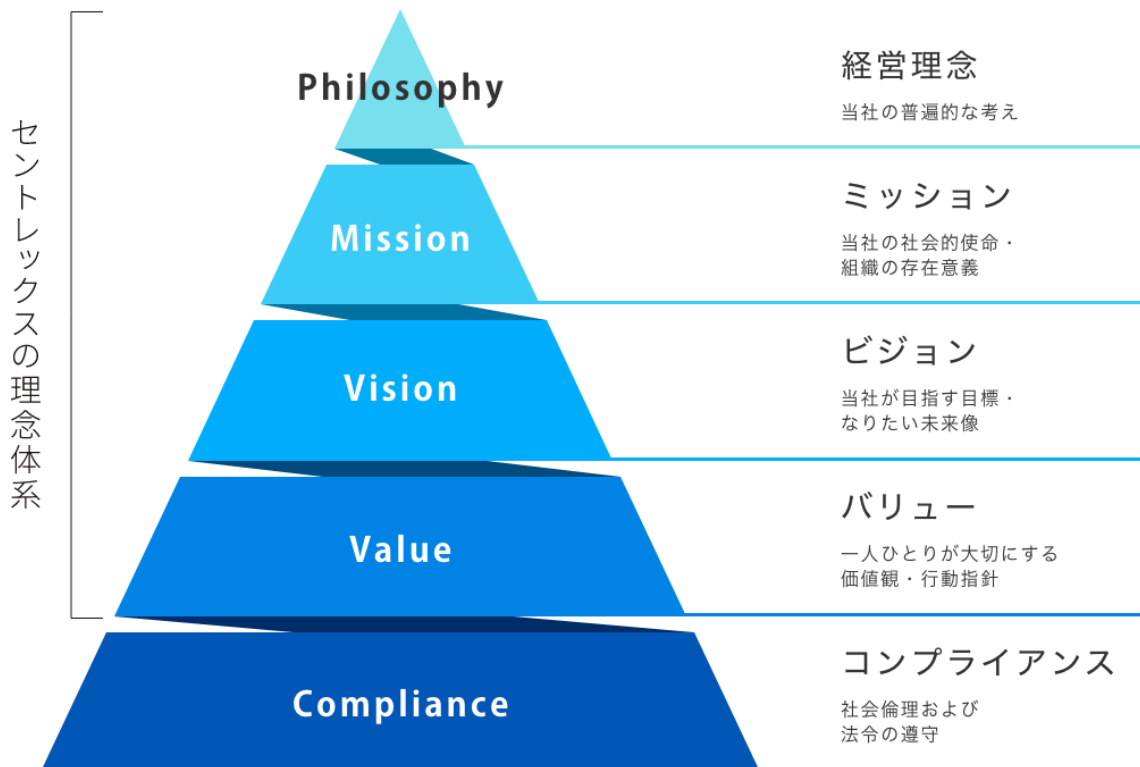 セントレックスの理念体系
Philosophy
経営理念
当社の普遍的な考え
Mission
ミッション
当社の社会的使命・
組織の存在意義
Vision
ビジョン
当社が目指す目標・
なりたい未来像
Value
バリュー
一人ひとりが大切にする
価値観・行動指針
Compliance
コンプライアンス
社会倫理および
法令の遵守